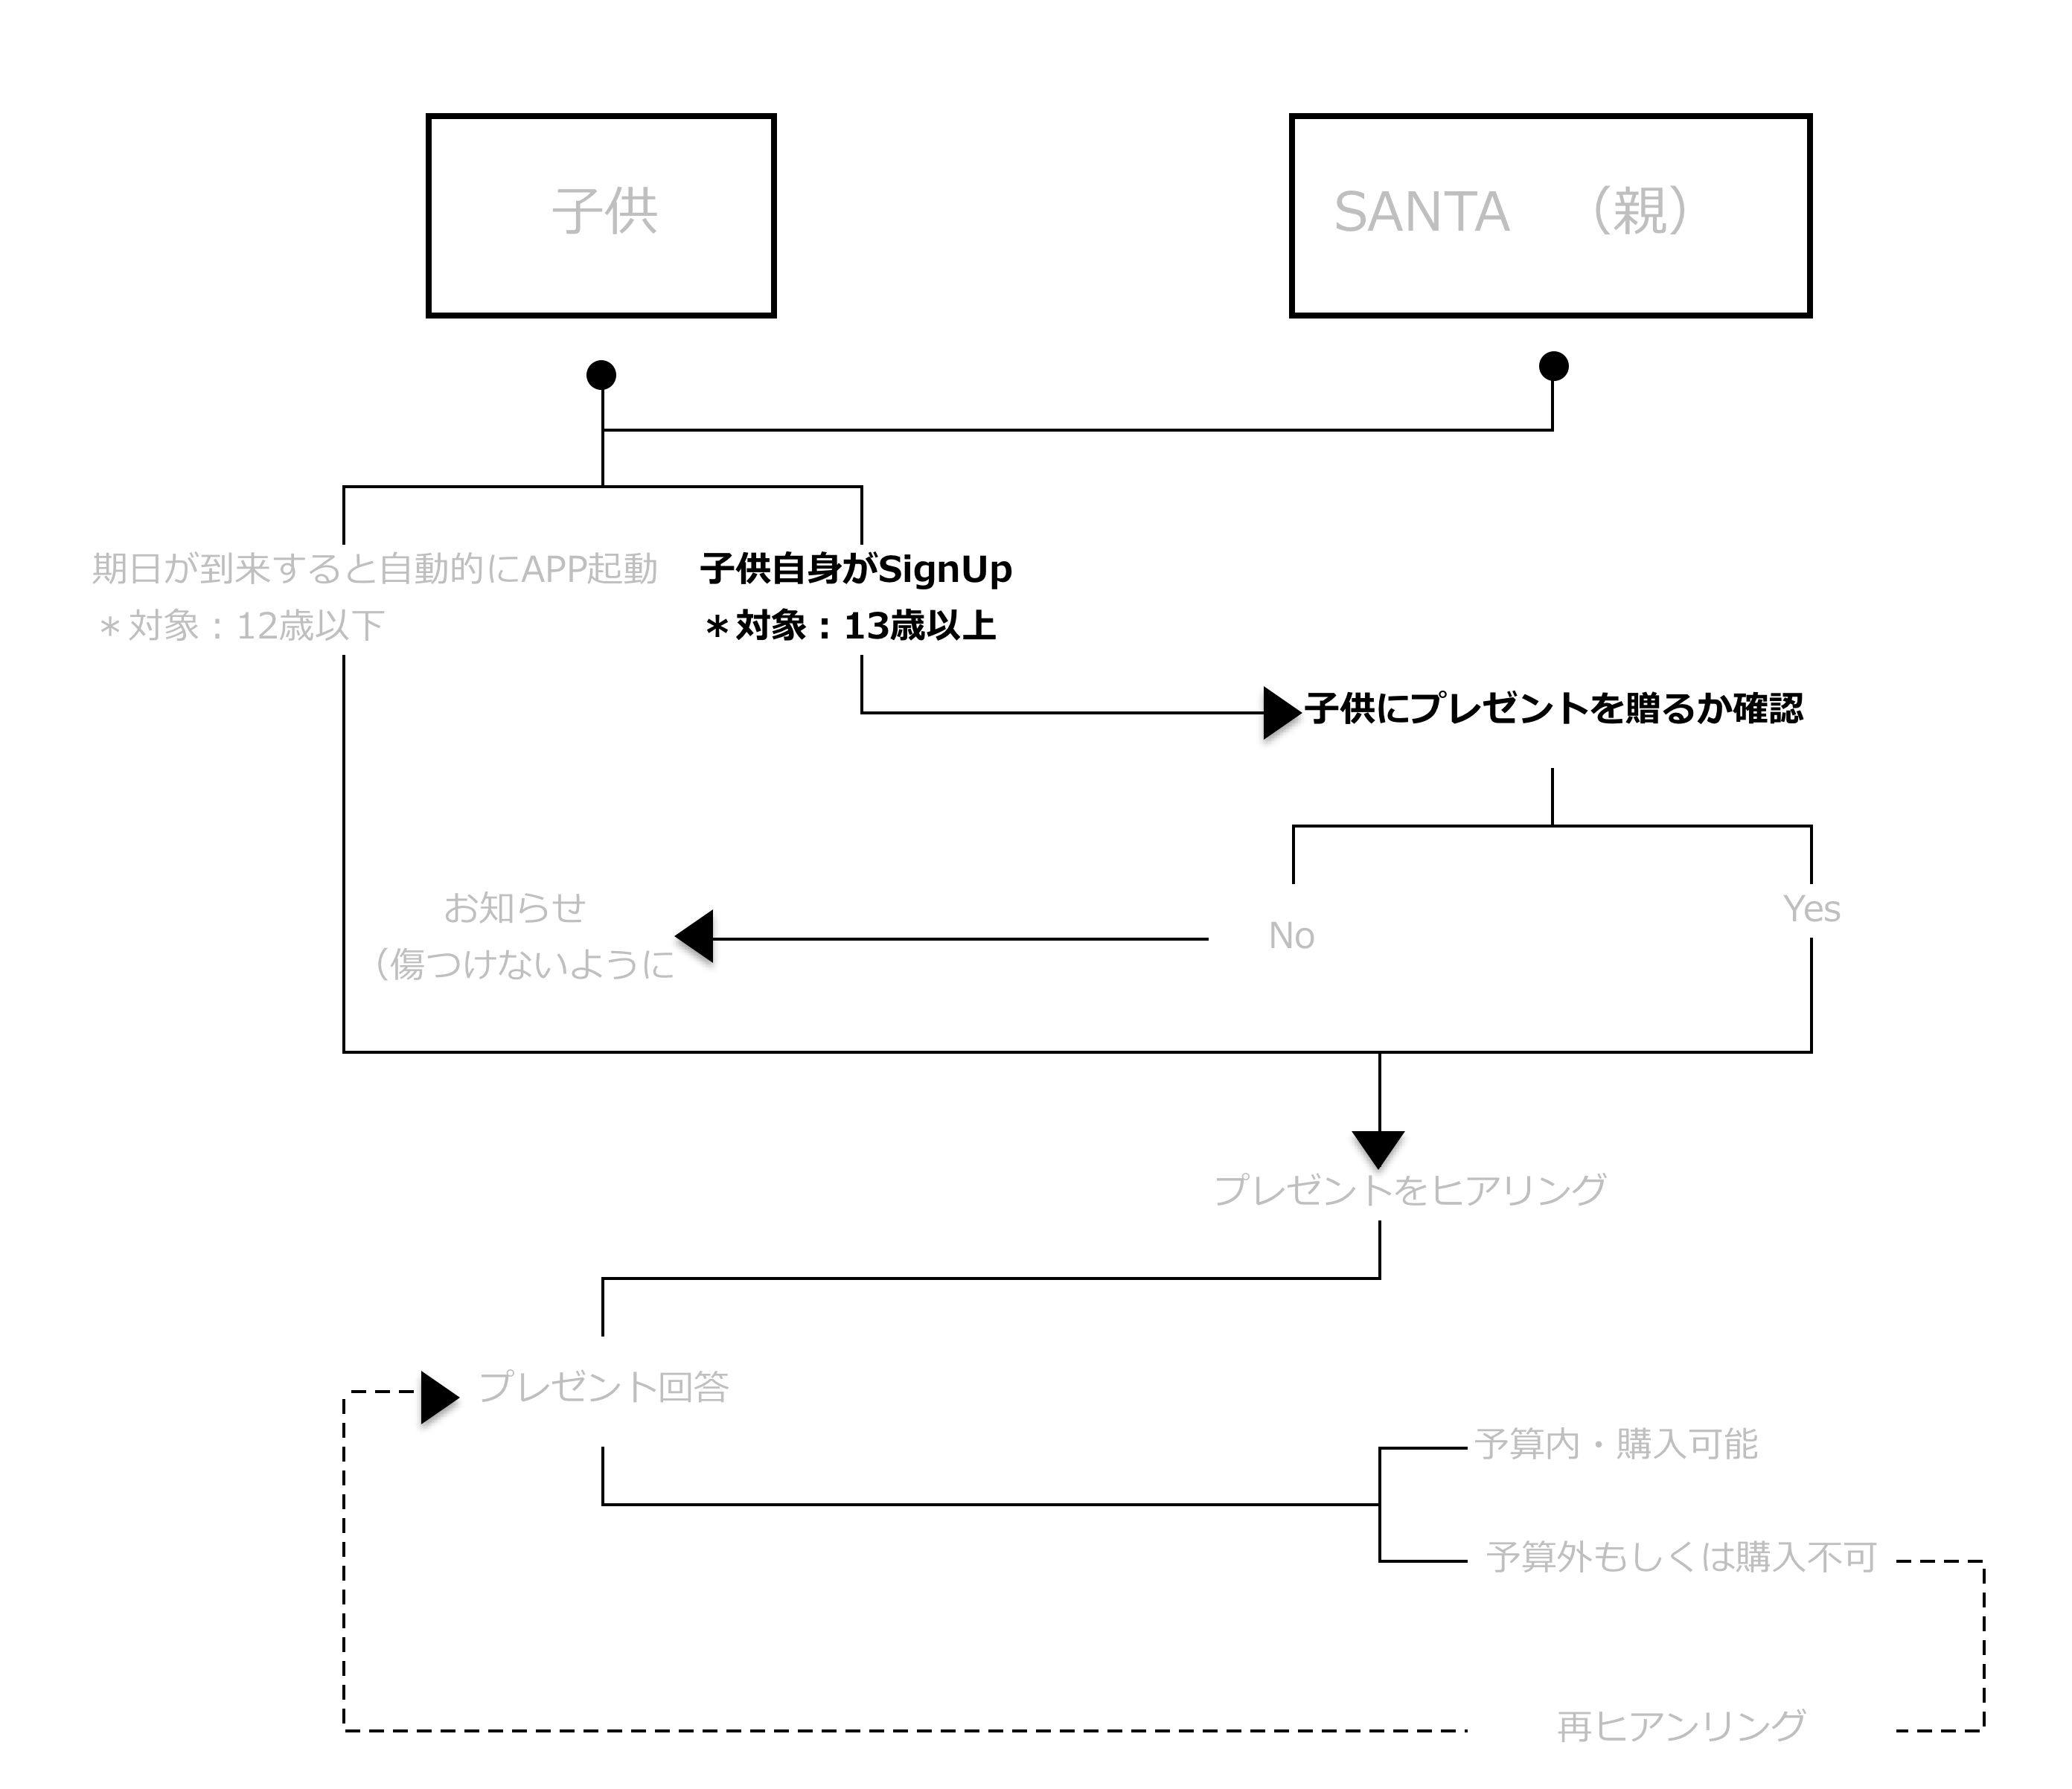 子供
SANTA （親）
期日が到来すると自動的にAPP起動
＊対象：12歳以下
子供自身がSignUp
＊対象：13歳以上
子供にプレゼントを贈るか確認
お知らせ
（傷つけないように
No
Yes
プレゼントをヒアリング
プレゼント回答
予算内・購入可能
予算外もしくは購入不可
再ヒアンリング